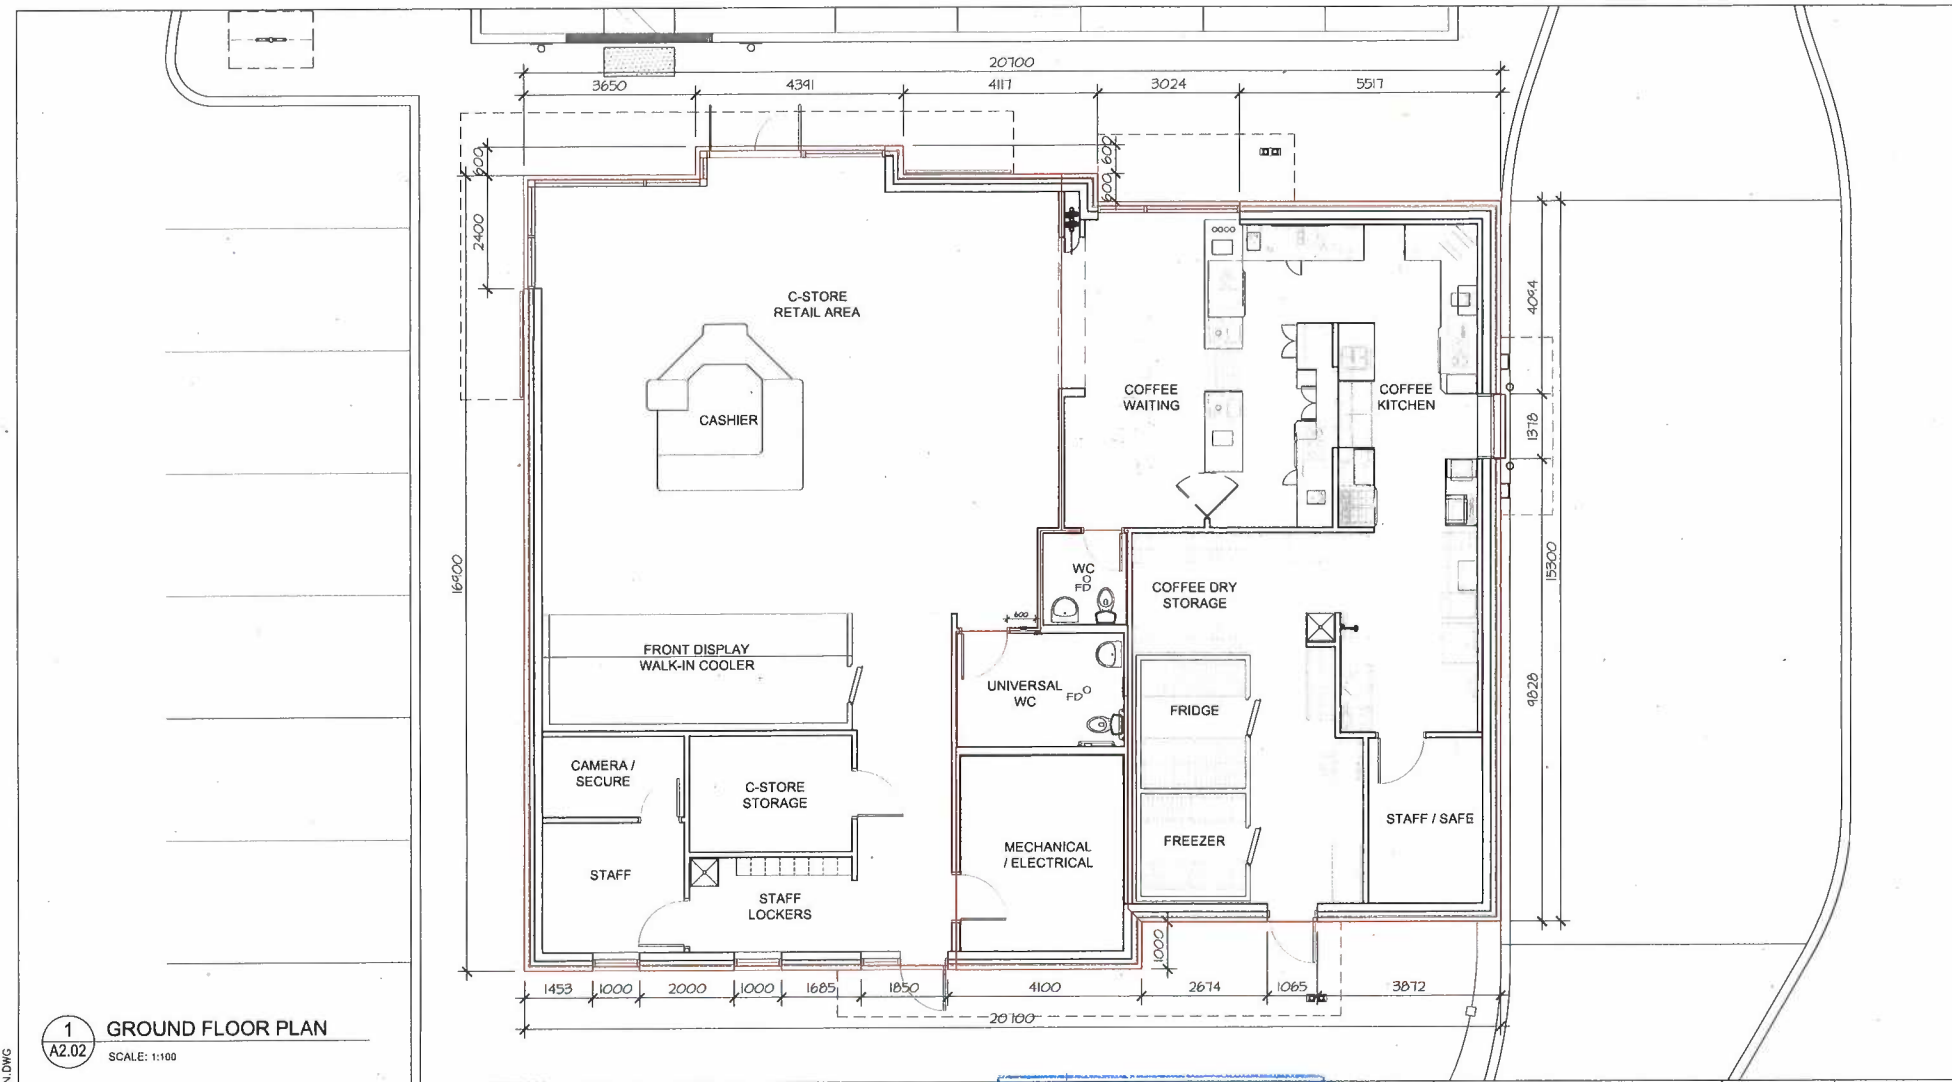 20700
3650
4391
4117
3024
5517
600
2400
600
600
C-STORE
RETAIL AREA
CASHIER
COFFEE
WAITING
COFFEE
KITCHEN
4094
1378
15300
9828
16900
WC
FD
COFFEE DRY
STORAGE
600
FRONT DISPLAY
WALK-IN COOLER
UNIVERSAL
WC
FD
FRIDGE
CAMERA /
SECURE
C-STORE
STORAGE
STAFF / SAFE
FREEZER
MECHANICAL
/ ELECTRICAL
STAFF
STAFF
LOCKERS
1000
1453
1000
2000
1000
1685
1850
4100
2674
1065
3872
20700
1
A2.02
GROUND FLOOR PLAN
SCALE: 1:100
N.DWG